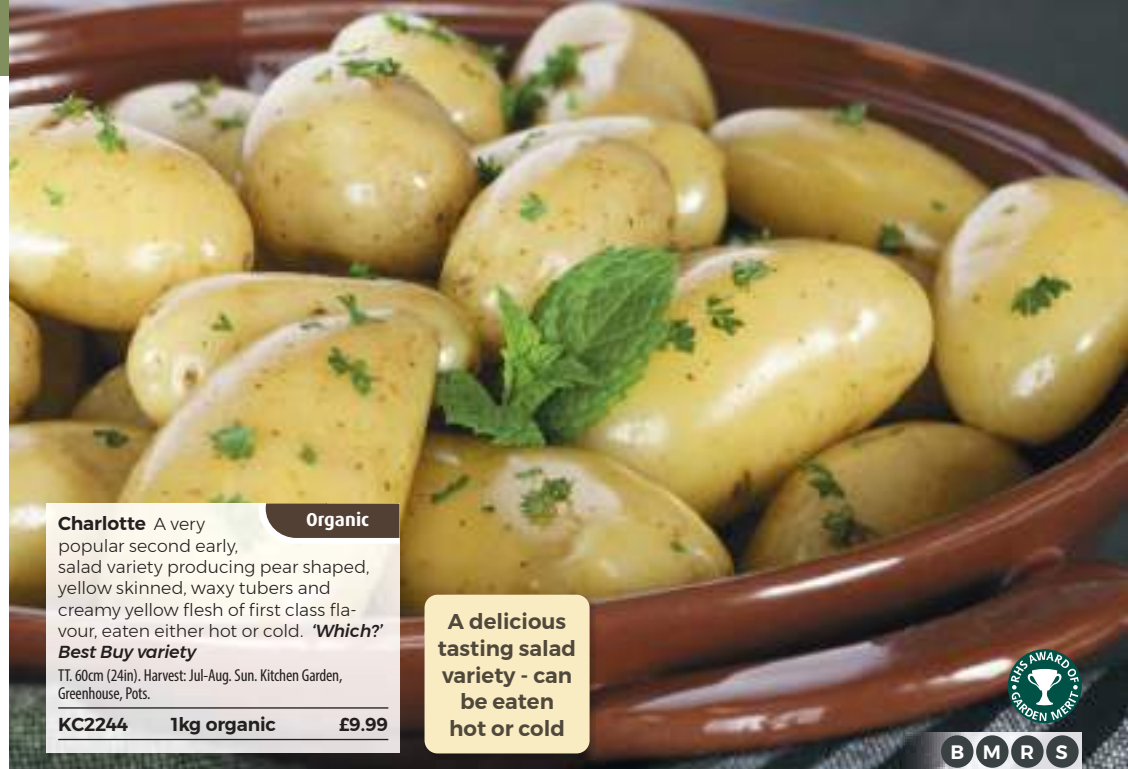 Charlotte A very
Organic
popular second early,
salad variety producing pear shaped,
yellow skinned, waxy tubers and
creamy yellow flesh of first class fla-
vour, eaten either hot or cold. ‘Which?’
Best Buy variety
TT. 60cm (24in). Harvest: Jul-Aug. Sun. Kitchen Garden,
Greenhouse, Pots.
KC2244 1kg organic £9.99
A delicious
tasting salad
variety - can
be eaten
hot or cold
RHS AWARD OF
GARDEN MERIT
B M R S